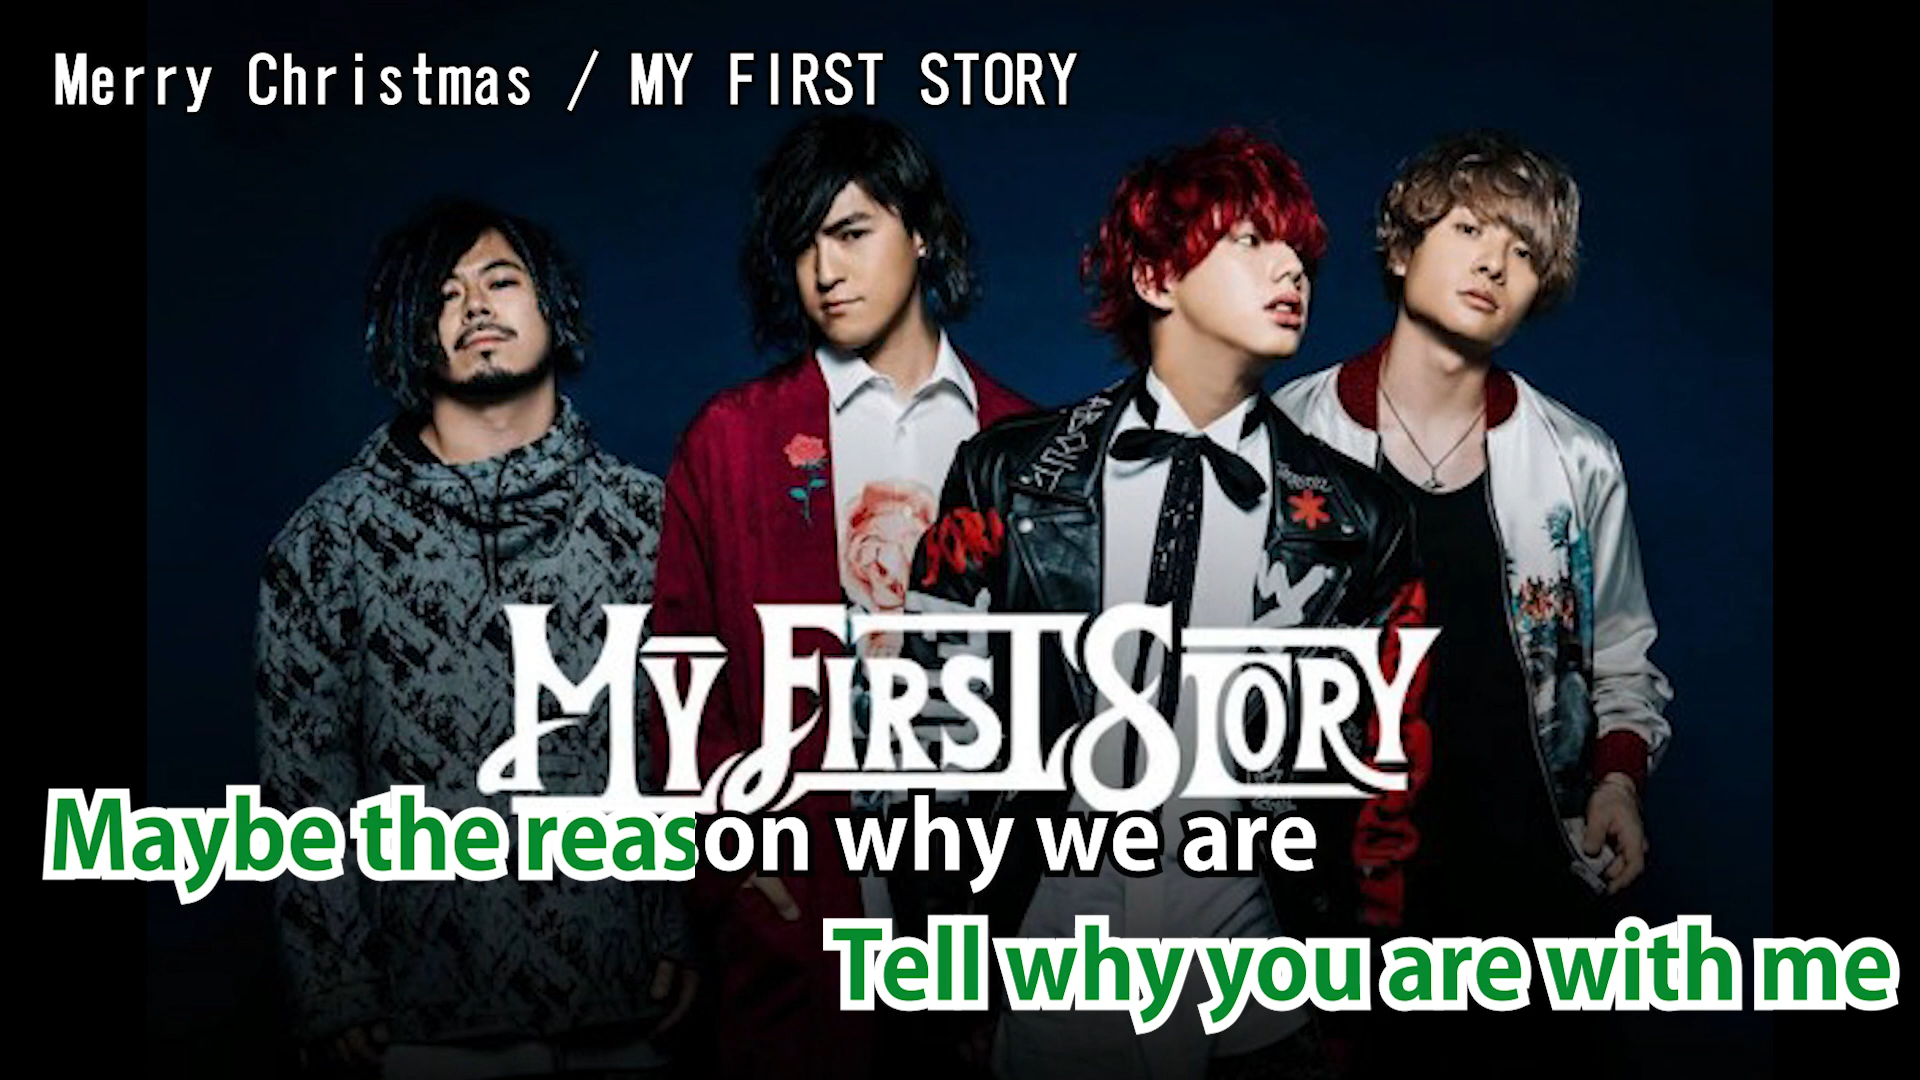 Merry Christmas / MY FIRST STORY
MY FIRST STORY
Maybe the reason why we are
Tell why you are with me